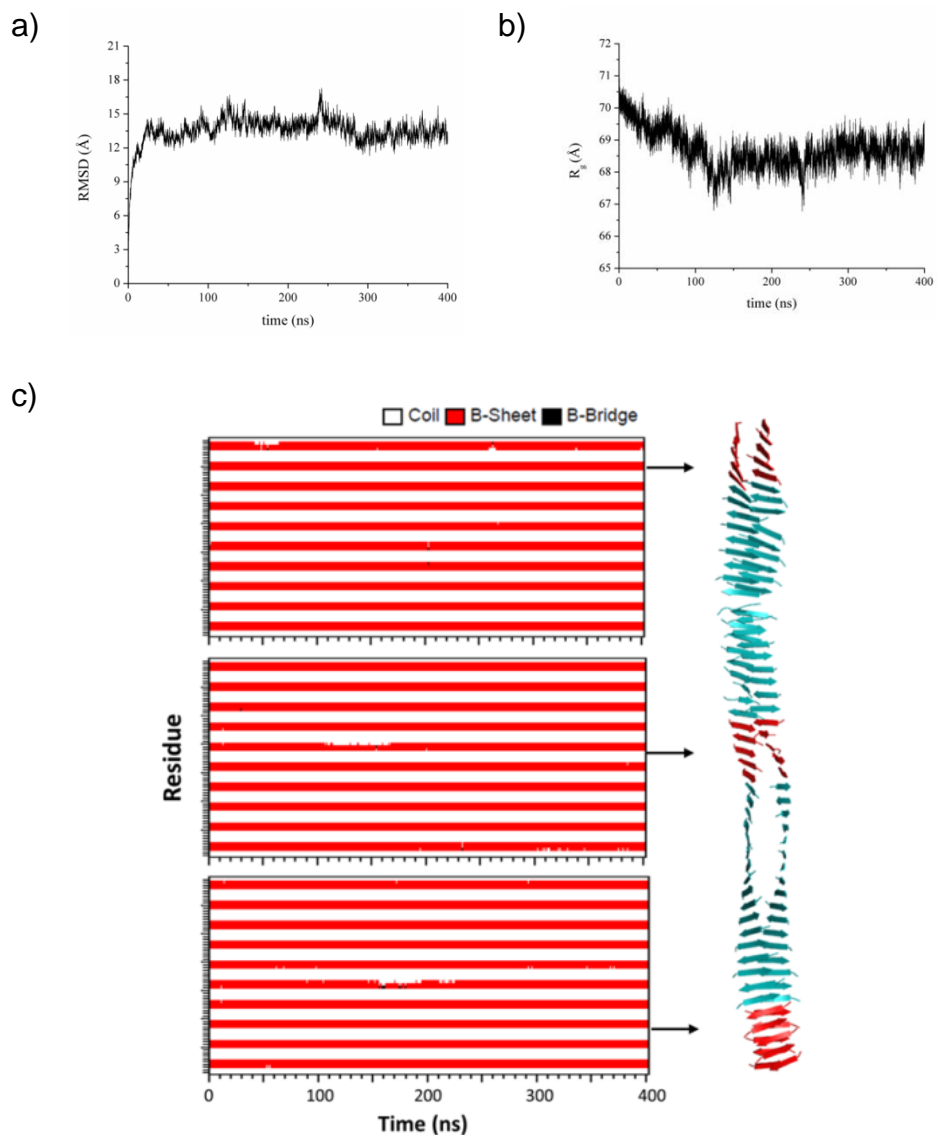 a)
21
18
15
12
9
6
3
0
RMSD (Å)
0 100 200 300 400
time (ns)
b)
72
71
70
69
68
67
66
65
Rg (Å)
0 100 200 300 400
time (ns)
c)
Coil B-Sheet B-Bridge
Residue
0 100 200 300 400
Time (ns)